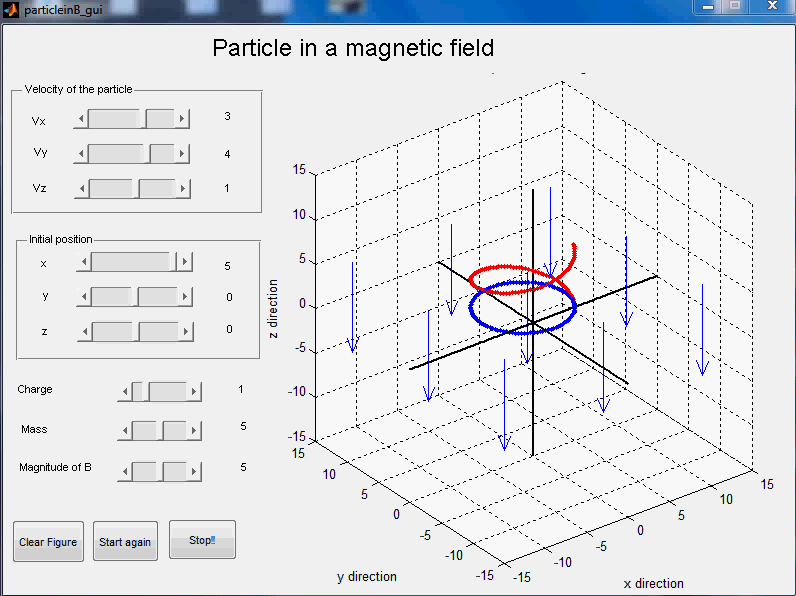 particleinB_gui
Particle in a magnetic field
Velocity of the particle
Vx 3
Vy 4
Vz 1
Initial position
x 5
y 0
z 0
Charge 1
Mass 5
Magnitude of B 5
Clear Figure
Start again
Stop!!
z direction
15
10
5
0
-5
-10
-15
y direction
15
10
5
0
-5
-10
-15
x direction
-15
-10
-5
0
5
10
15